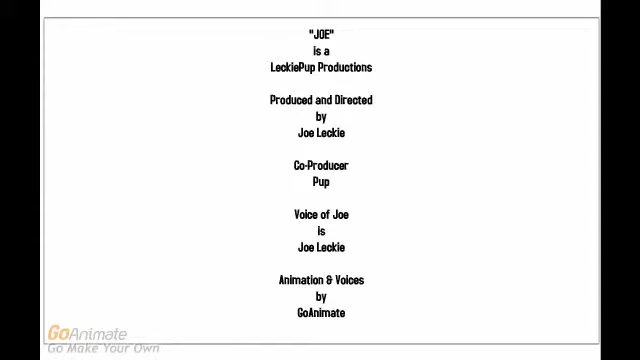 "JOE"
is a
LeckiePup Productions
Produced and Directed
by
Joe Leckie
Co-Producer
Pup
Voice of Joe
is
Joe Leckie
Animation & Voices
by
GoAnimate
GoAnimate
Go Make Your Own